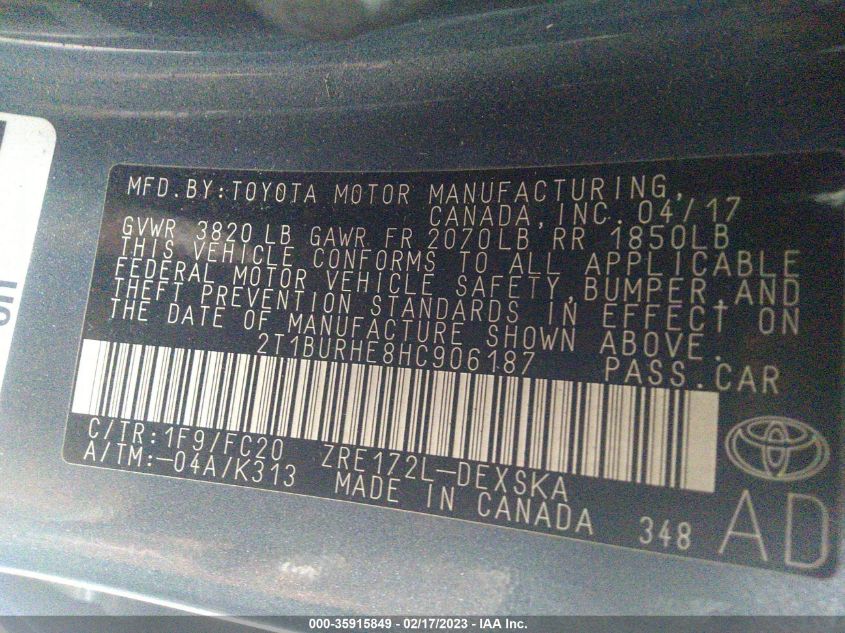 MFD.BY:TOYOTA MOTOR MANUFACTURING,
CANADA,INC.04/17
GVWR 3820 LB GAWR FR 2070LB RR 1850LB
THIS VEHICLE CONFORMS TO ALL APPLICABLE
FEDERAL MOTOR VEHICLE SAFETY,BUMPER,AND
THEFT PREVENTION STANDARDS IN EFFECT ON
THE DATE OF MANUFACTURE SHOWN ABOVE.
2T1BURHE8HC906187 PASS.CAR
C/TR:1F9/FC20 ZRE172L-DEXSKA
A/TM:-04A/K313 MADE IN CANADA 348 AD
000-35915849 - 02/17/2023 - IAA Inc.